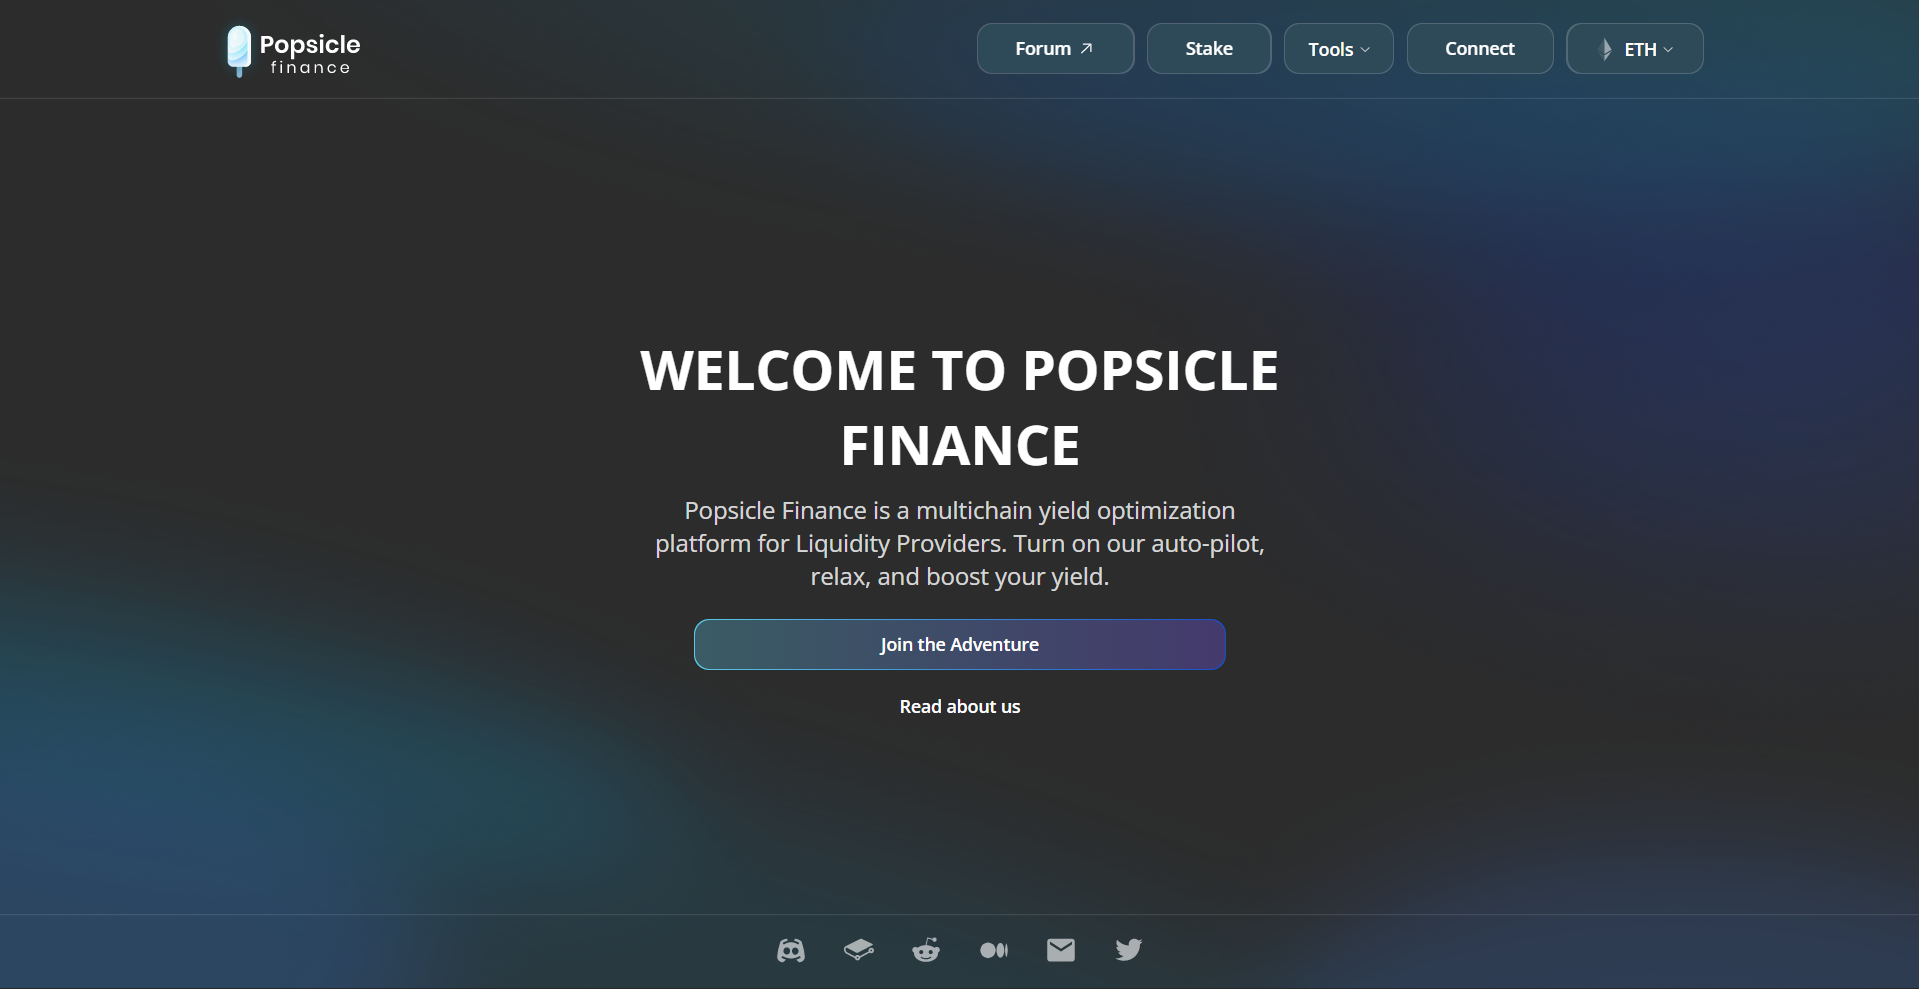 Popsicle
finance
Forum
Stake
Tools
Connect
ETH
WELCOME TO POPSICLE
FINANCE
Popsicle Finance is a multichain yield optimization
platform for Liquidity Providers. Turn on our auto-pilot,
relax, and boost your yield.
Join the Adventure
Read about us